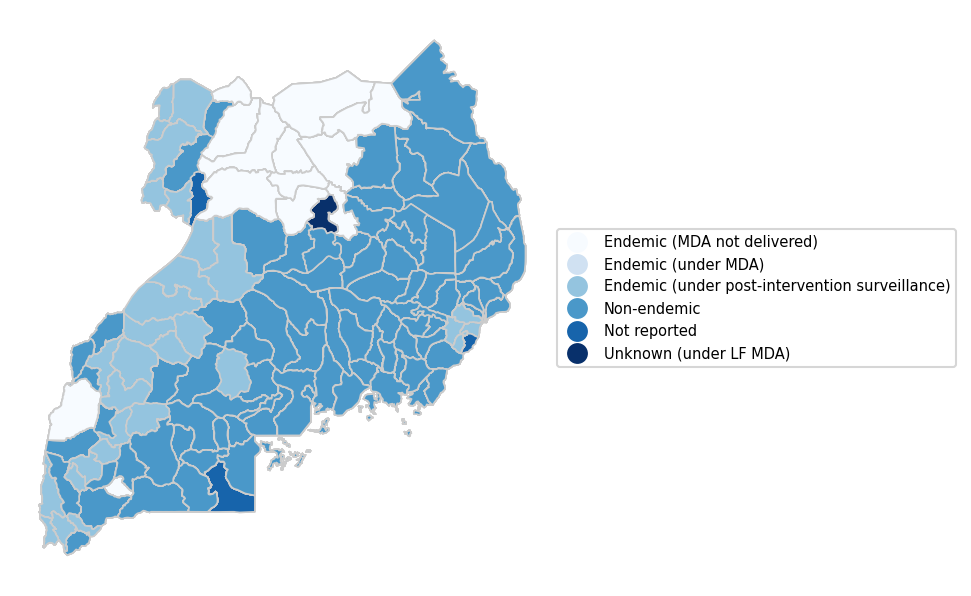 Endemic (MDA not delivered)
Endemic (under MDA)
Endemic (under post-intervention surveillance)
Non-endemic
Not reported
Unknown (under LF MDA)